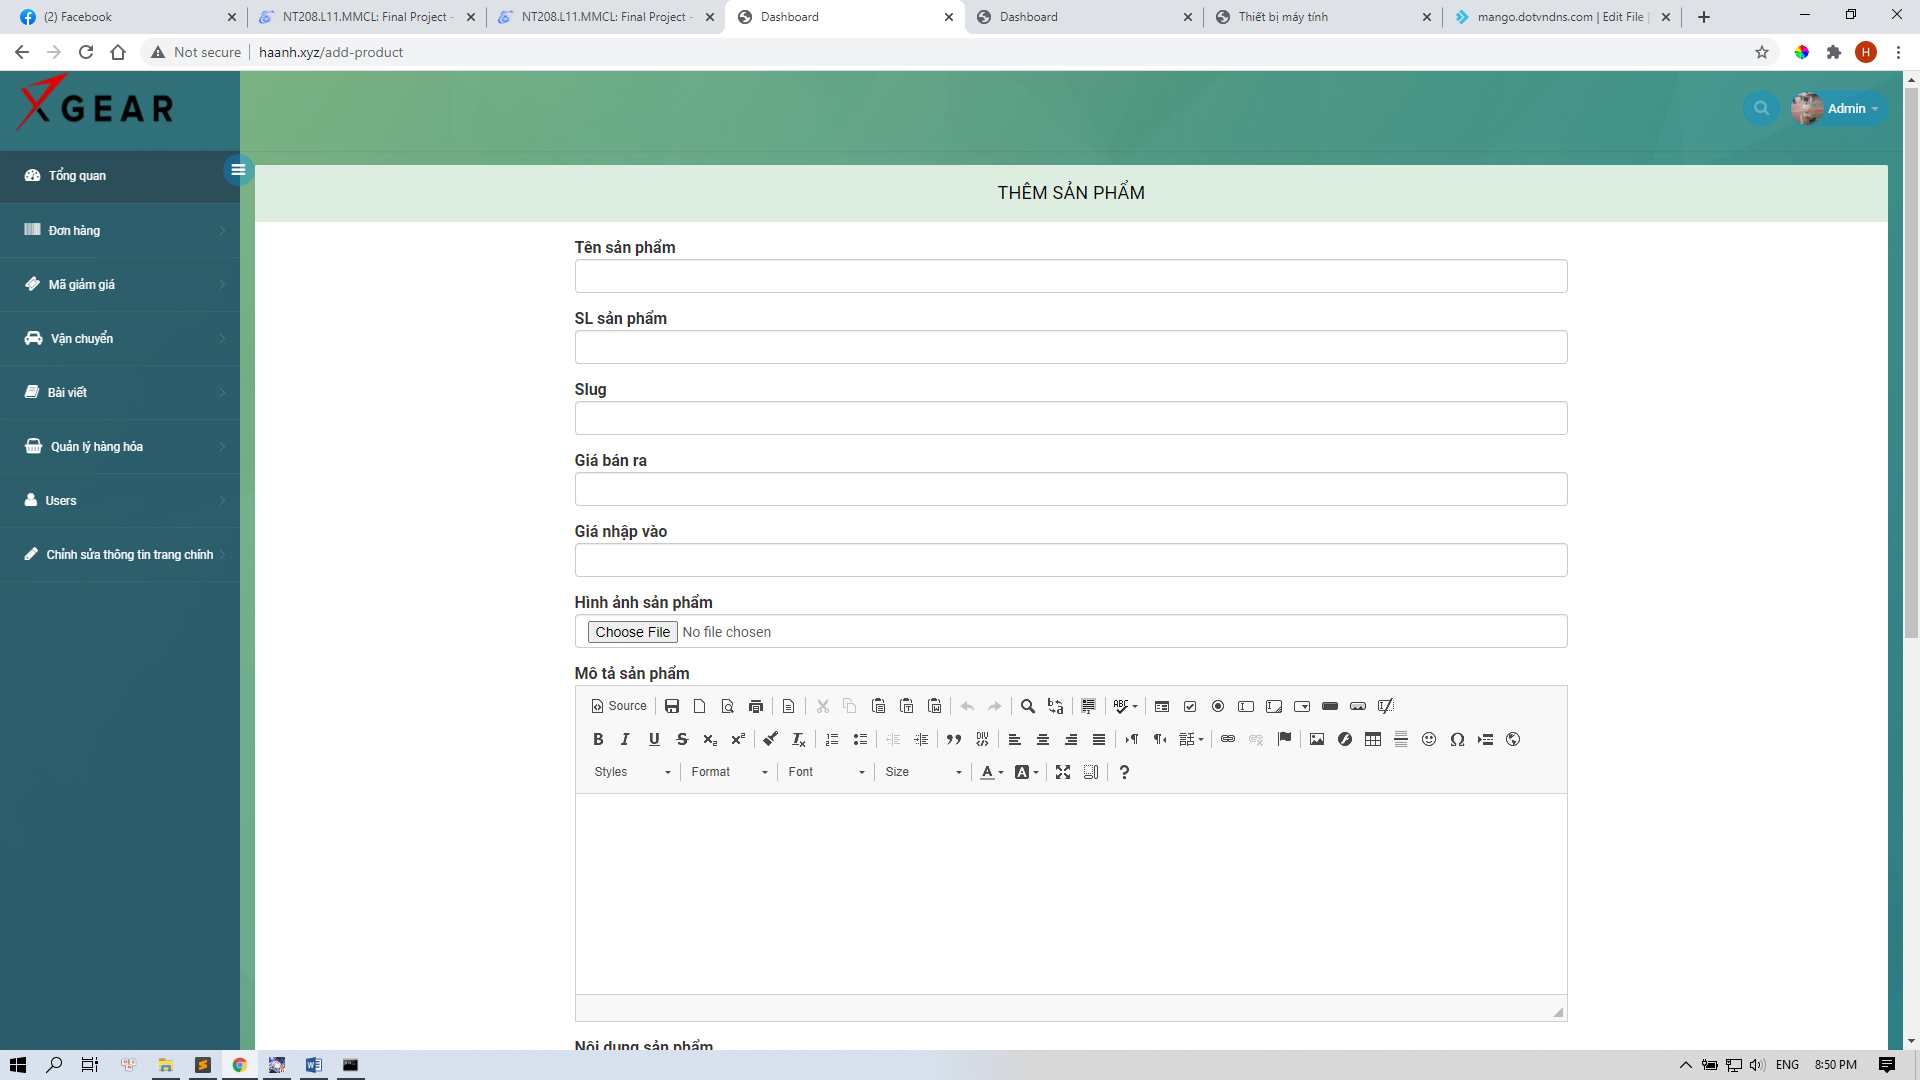 (2) Facebook
NT208.L11.MMCL: Final Project -
NT208.L11.MMCL: Final Project -
Dashboard
Dashboard
Thiết bị máy tính
mango.dotvndns.com | Edit File |
Not secure
haanh.xyz/add-product
H
XGEAR
Admin
Tổng quan
Đơn hàng
Mã giảm giá
Vận chuyển
Bài viết
Quản lý hàng hóa
Users
Chỉnh sửa thông tin trang chính
THÊM SẢN PHẨM
Tên sản phẩm
SL sản phẩm
Slug
Giá bán ra
Giá nhập vào
Hình ảnh sản phẩm
Choose File No file chosen
Mô tả sản phẩm
Source
Styles Format Font Size
Nội dung sản phẩm
ENG 8:50 PM